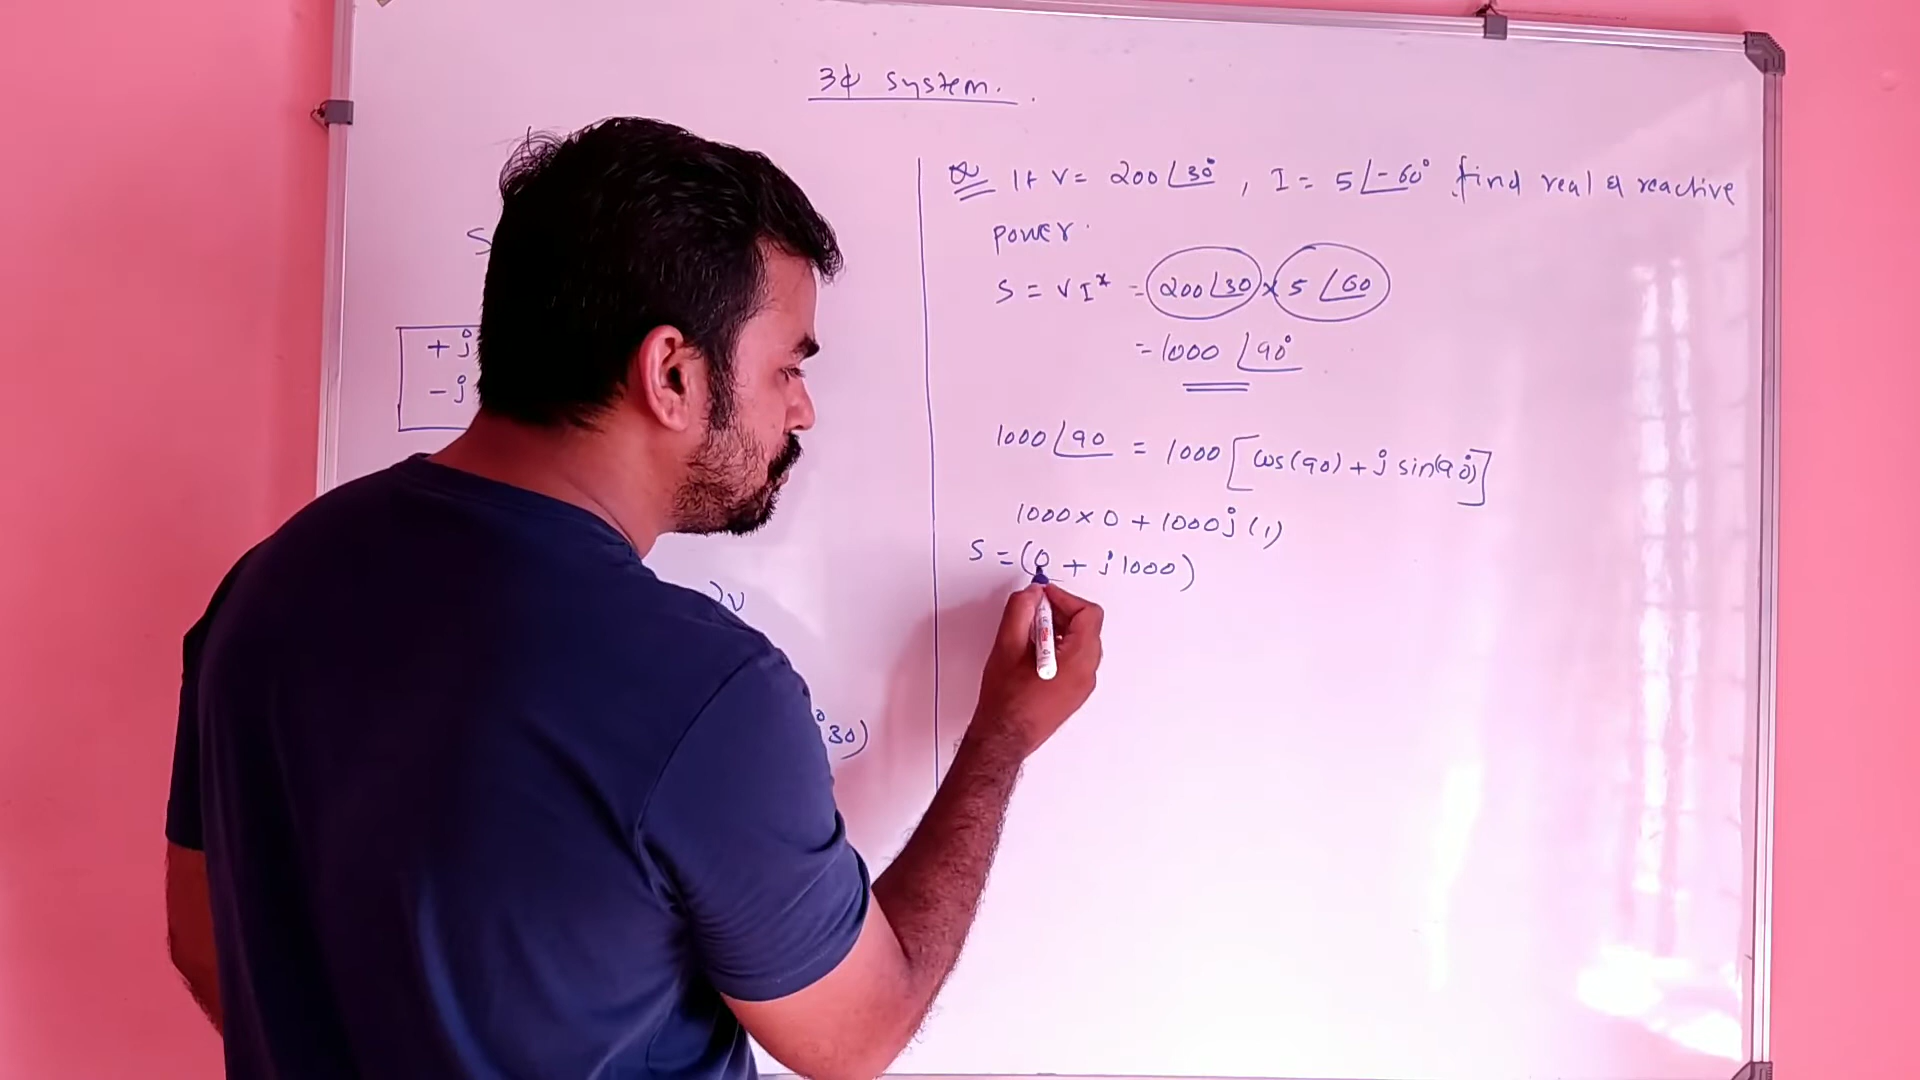 3ϕ system.
S
+j
-j
)V
30)
Q If V = 200∠30°, I = 5∠-60° find real & reactive
power.
S = VI* = 200∠30 × 5∠60
= 1000∠90°
1000∠90 = 1000[cos(90) + j sin(90)]
1000×0 + 1000j(1)
S = (0 + j1000)